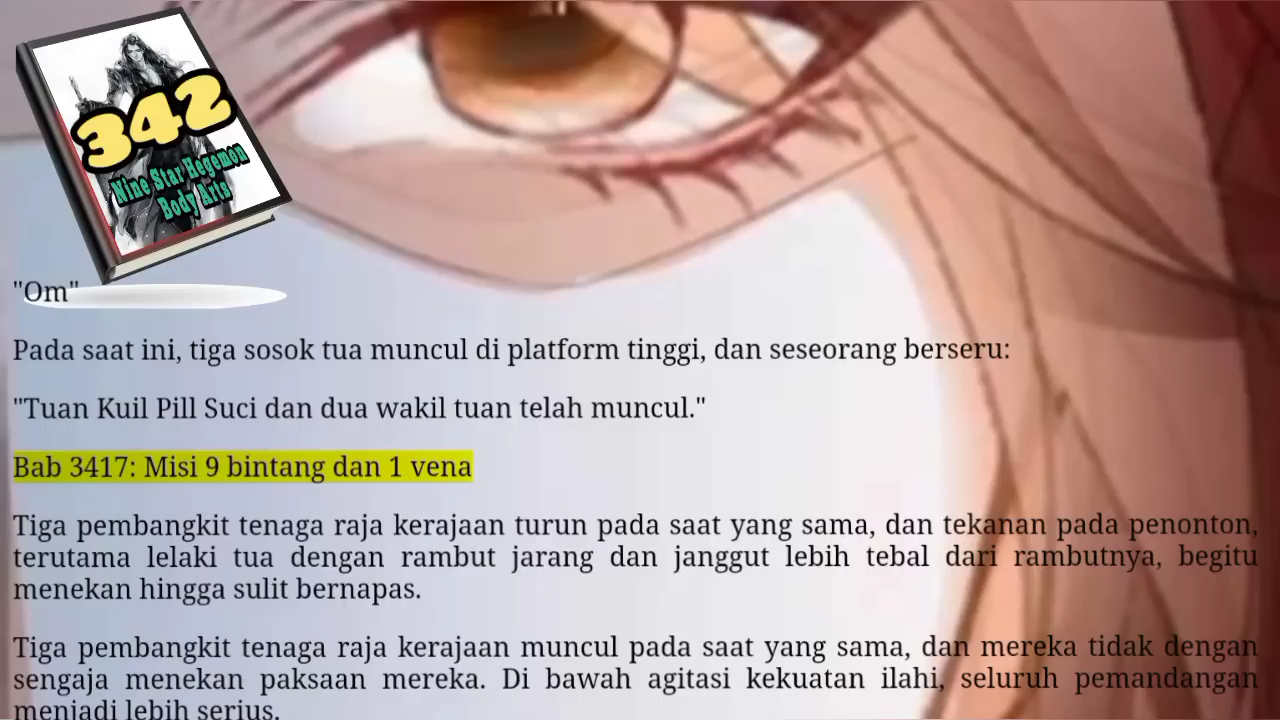 342
Nine Star Hegemon
Body Arts
"Om"
Pada saat ini, tiga sosok tua muncul di platform tinggi, dan seseorang berseru:
"Tuan Kuil Pill Suci dan dua wakil tuan telah muncul."
Bab 3417: Misi 9 bintang dan 1 vena
Tiga pembangkit tenaga raja kerajaan turun pada saat yang sama, dan tekanan pada penonton,
terutama lelaki tua dengan rambut jarang dan janggut lebih tebal dari rambutnya, begitu
menekan hingga sulit bernapas.
Tiga pembangkit tenaga raja kerajaan muncul pada saat yang sama, dan mereka tidak dengan
sengaja menekan paksaan mereka. Di bawah agitasi kekuatan ilahi, seluruh pemandangan
menjadi lebih serius.